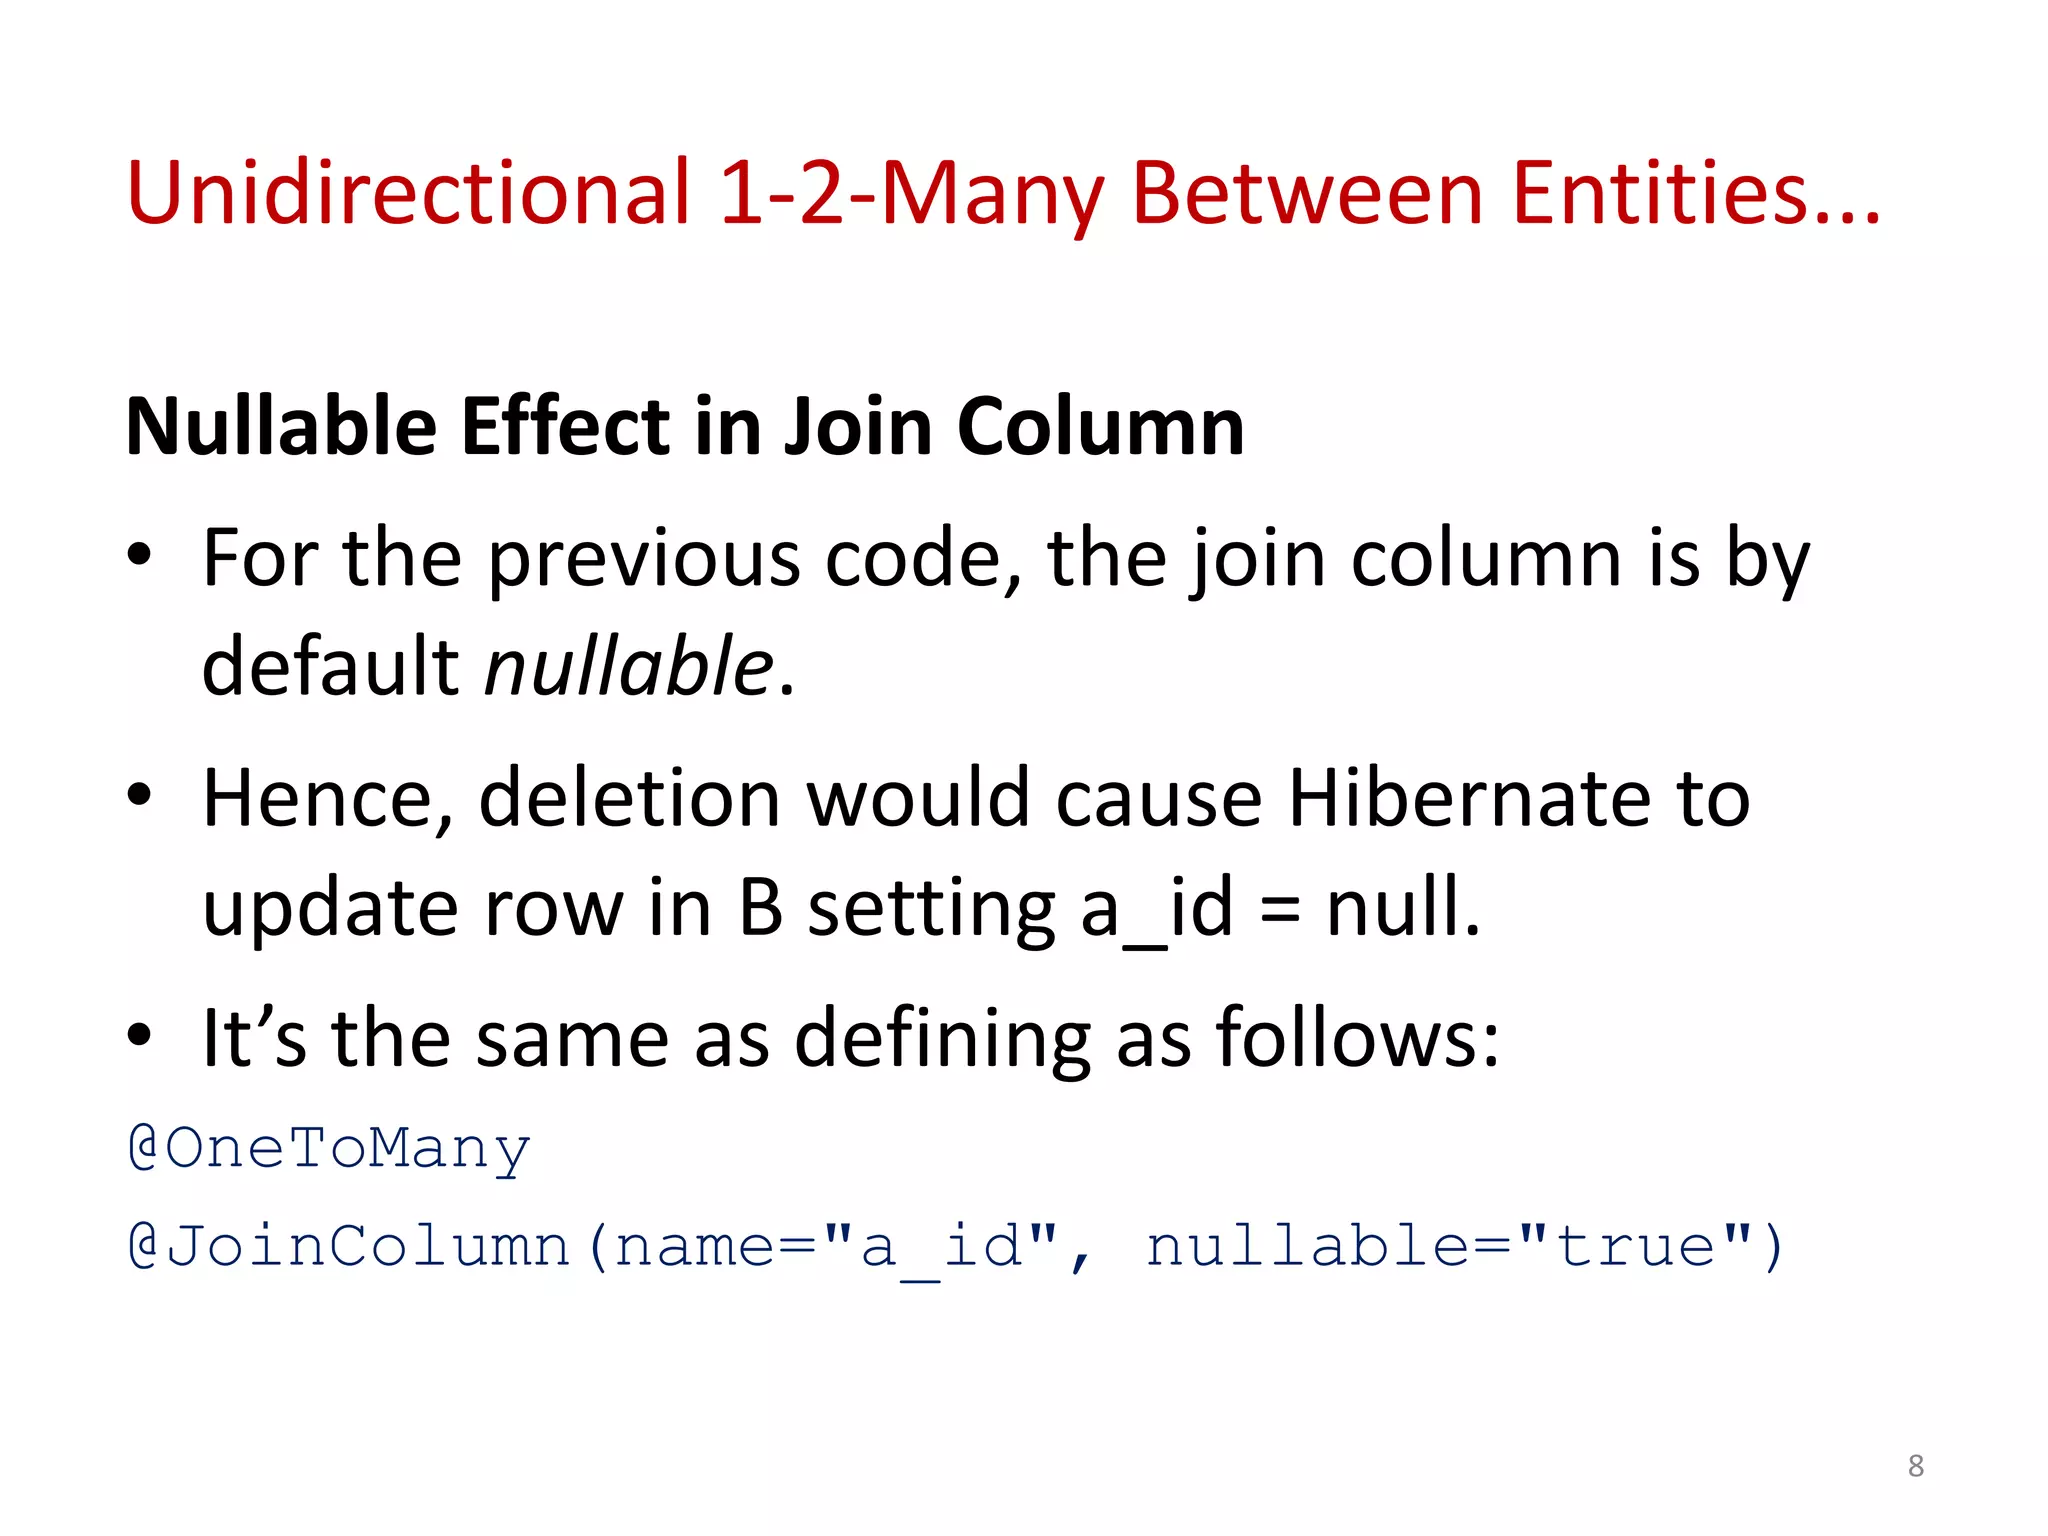 Unidirectional 1-2-Many Between Entities...
Nullable Effect in Join Column
• For the previous code, the join column is by
default nullable.
• Hence, deletion would cause Hibernate to
update row in B setting a_id = null.
• It’s the same as defining as follows:
@OneToMany
@JoinColumn(name="a_id", nullable="true")
8